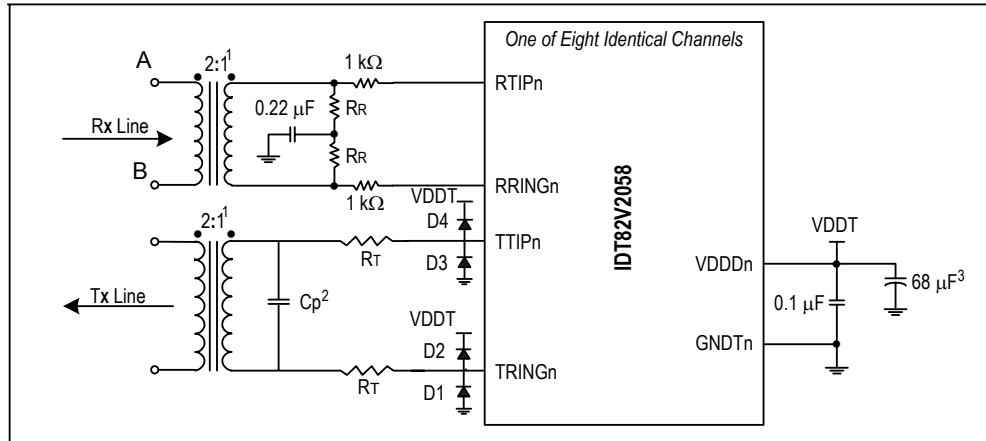 One of Eight Identical Channels
A
2:1¹
1 kΩ
RTIPn
0.22 µF
RR
Rx Line
RR
B
RRINGn
1 kΩ
VDDT
D4
2:1¹
TTIPn
RT
D3
IDT82V2058
VDDT
VDDDn
68 µF³
Tx Line
Cp²
0.1 µF
VDDT
GNDTn
D2
TRINGn
RT
D1